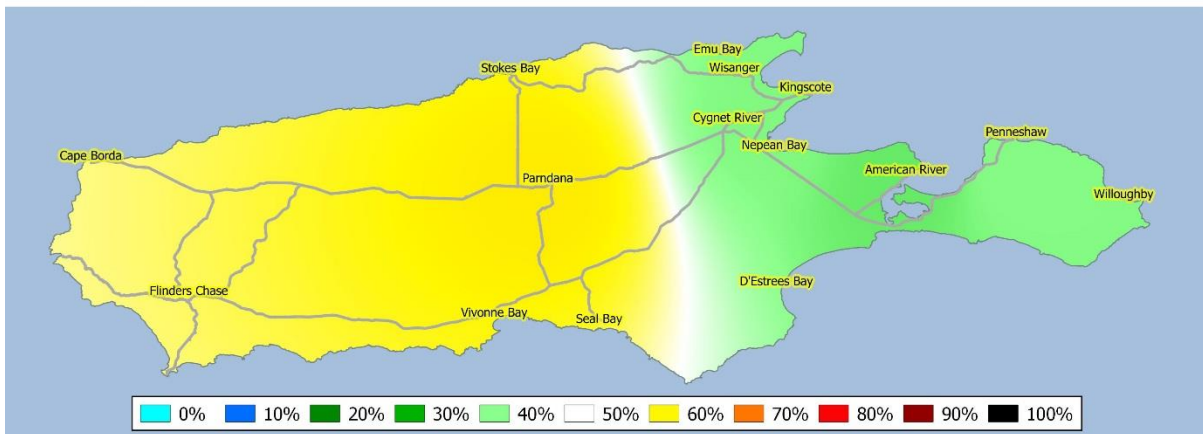 Emu Bay
Stokes Bay
Wisanger
Kingscote
Cygnet River
Penneshaw
Nepean Bay
Cape Borda
American River
Parndana
Willoughby
D'Estrees Bay
Flinders Chase
Vivonne Bay
Seal Bay
0% 10% 20% 30% 40% 50% 60% 70% 80% 90% 100%